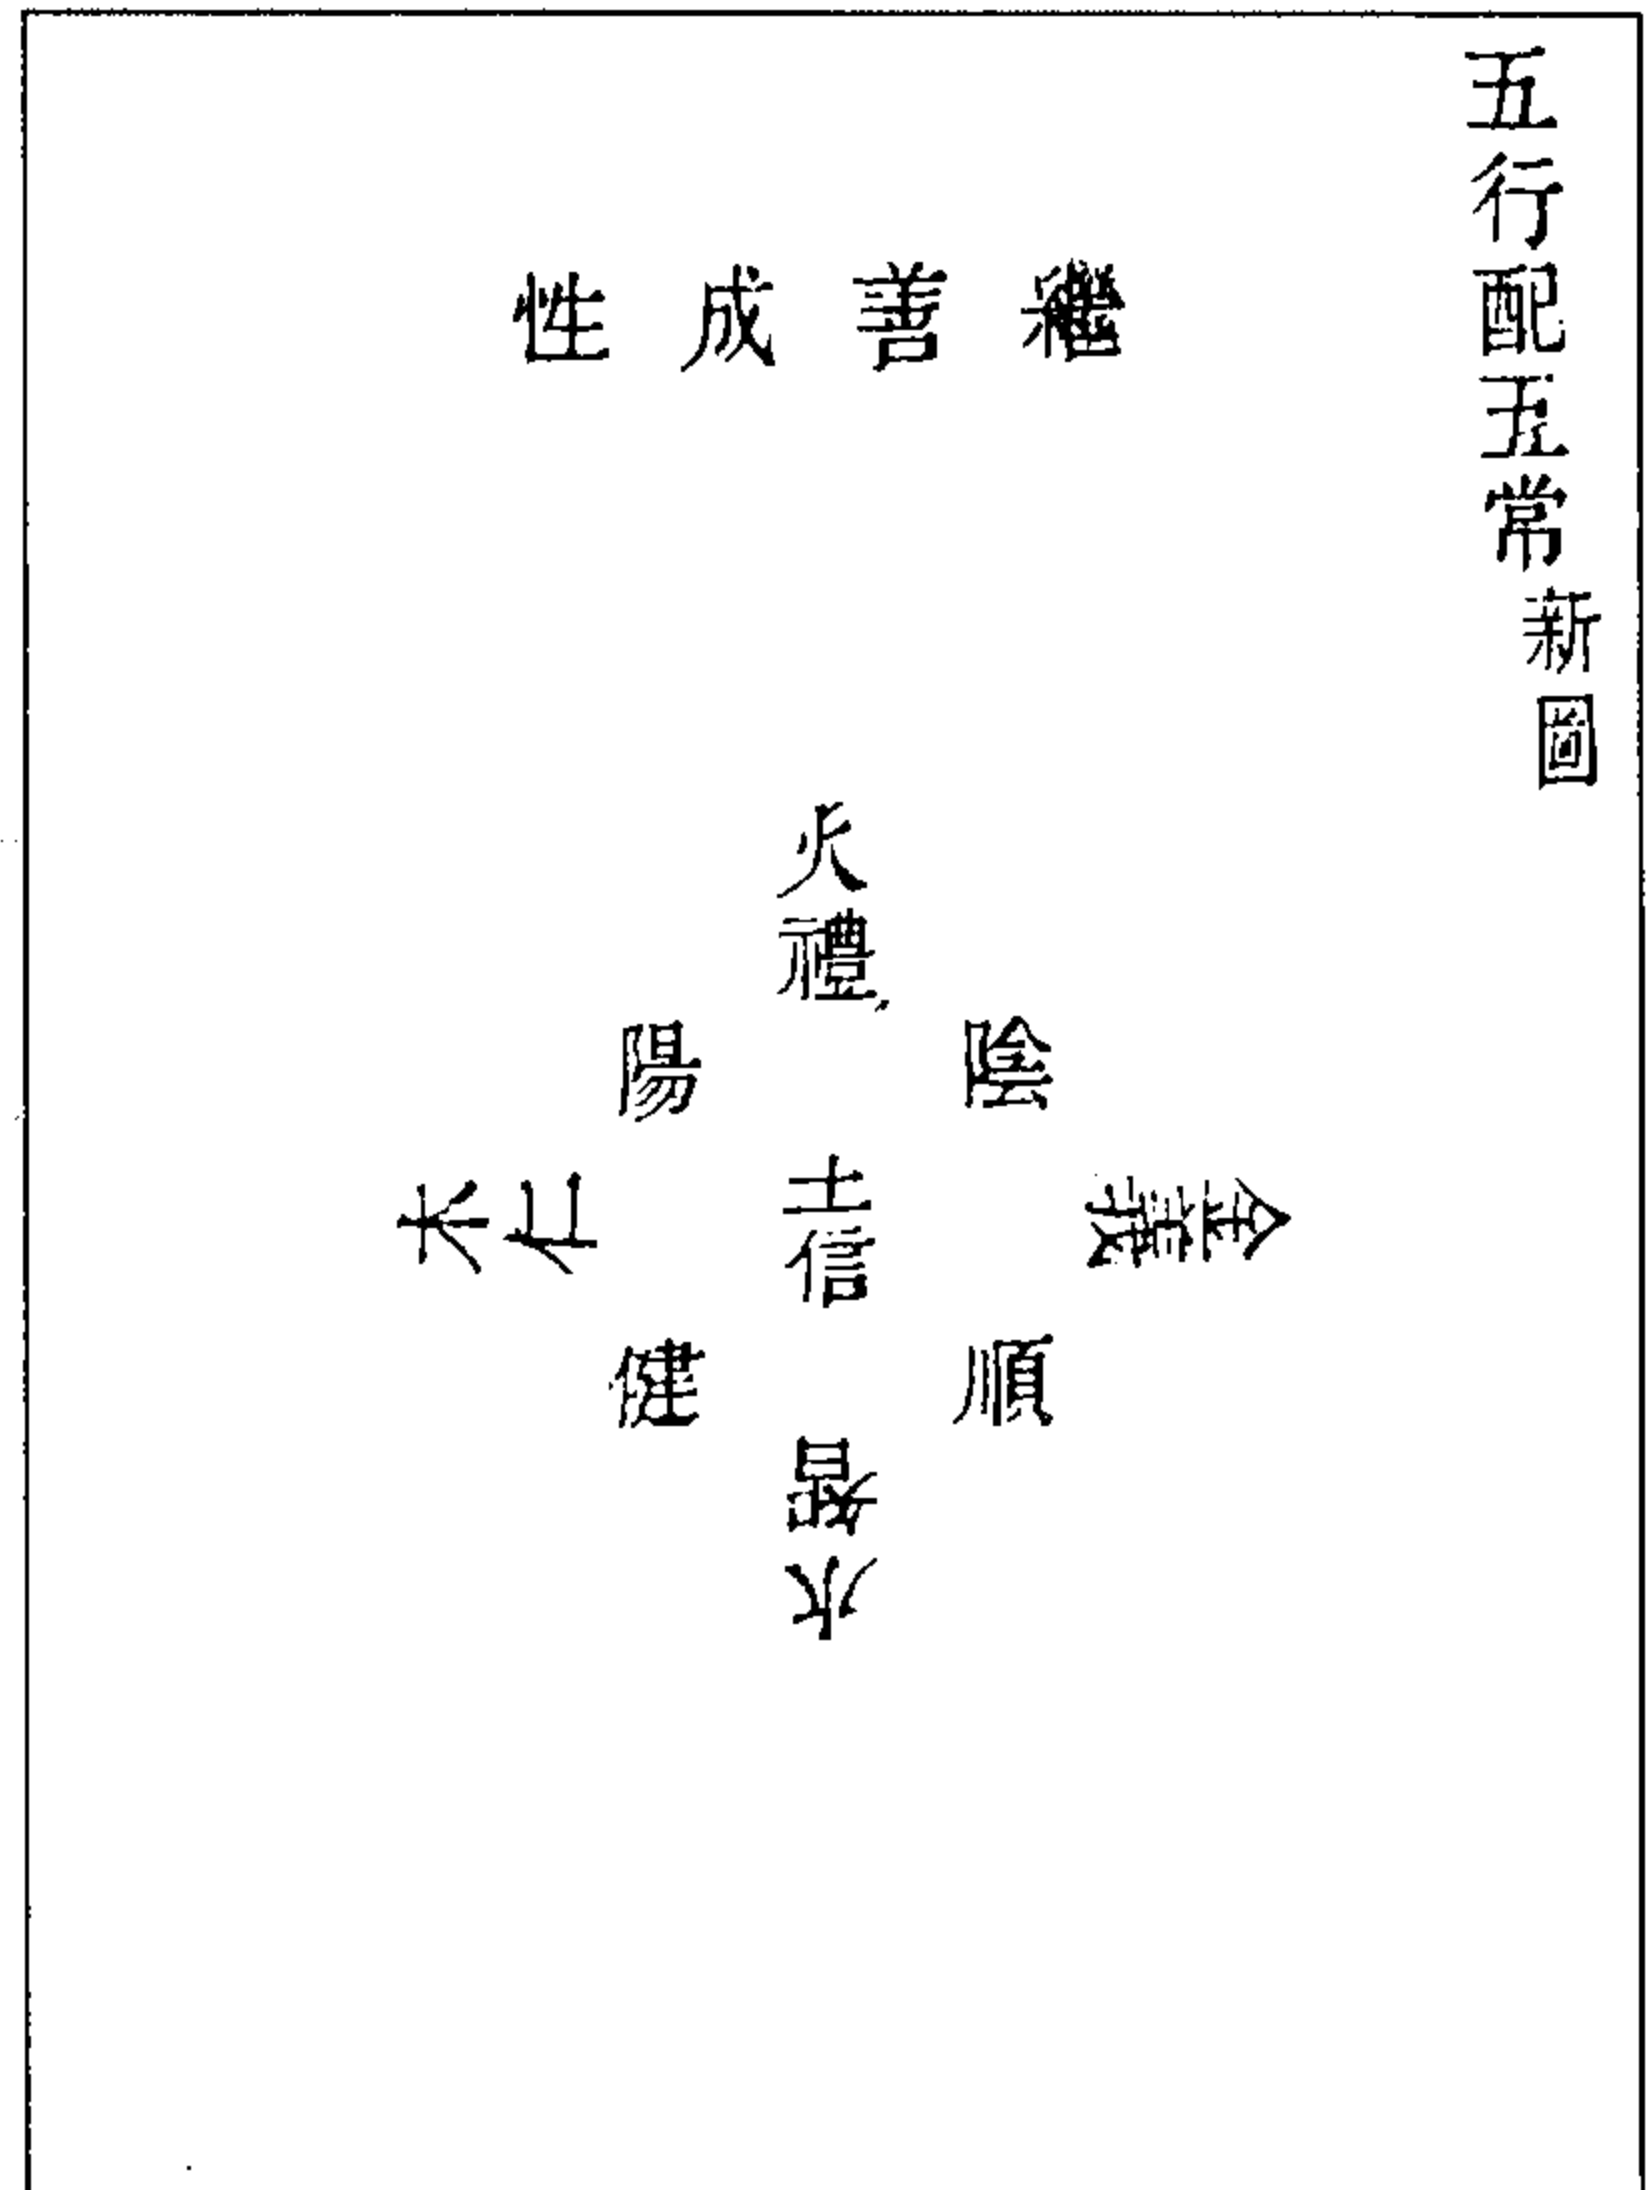 五行配五常新圖
繼善成性
火禮
陰
陽
金義
土信
木仁
順
健
智水